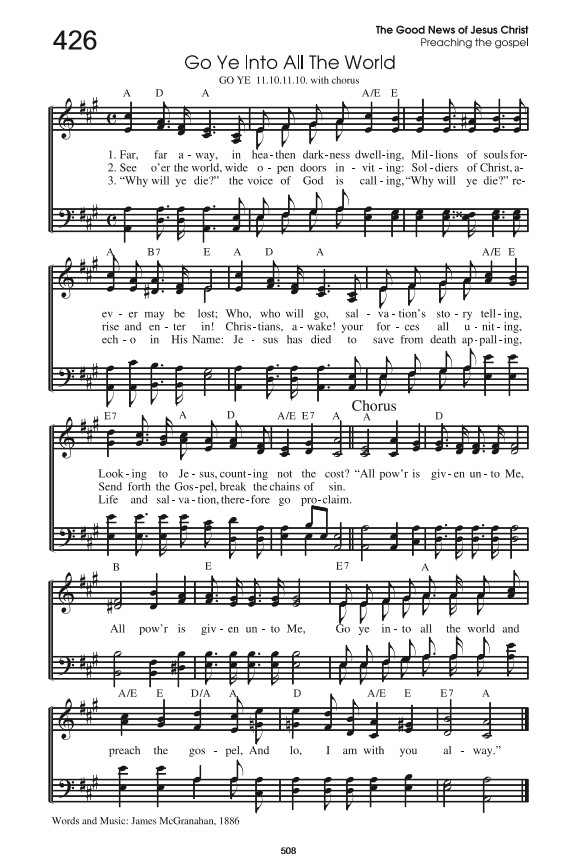 426
The Good News of Jesus Christ
Preaching the gospel
Go Ye Into All The World
GO YE 11.10.11.10. with chorus
A D A A/E E
1. Far, far a - way, in hea - then dark - ness dwell - ing, Mil - lions of souls for-
2. See o'er the world, wide o - pen doors in - vit - ing: Sol - diers of Christ, a-
3. “Why will ye die?” the voice of God is call - ing, “Why will ye die?” re-
A B7 E A D A A/E E
ev - er may be lost; Who, who will go, sal - va - tion's sto - ry tell - ing,
rise and en - ter in! Chris - tians, a - wake! your for - ces all u - nit - ing,
ech - o in His Name: Je - sus has died to save from death ap - pal - ling,
Chorus
E7 A D A/E E7 A A D
Look - ing to Je - sus, count - ing not the cost? “All pow'r is giv - en un - to Me,
Send forth the Gos - pel, break the chains of sin.
Life and sal - va - tion, there - fore go pro - claim.
B E E7 A
All pow'r is giv - en un - to Me, Go ye in - to all the world and
A/E E D/A A D A/E E E7 A
preach the gos - pel, And lo, I am with you al - way.”
Words and Music: James McGranahan, 1886
508